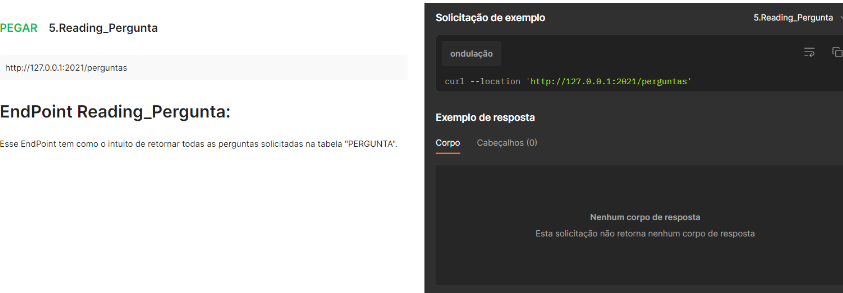 PEGAR 5.Reading_Pergunta
http://127.0.0.1:2021/perguntas
EndPoint Reading_Pergunta:
Esse EndPoint tem como o intuito de retornar todas as perguntas solicitadas na tabela "PERGUNTA".
Solicitação de exemplo
5.Reading_Pergunta
ondulação
curl --location 'http://127.0.0.1:2021/perguntas'
Exemplo de resposta
Corpo Cabeçalhos (0)
Nenhum corpo de resposta
Esta solicitação não retorna nenhum corpo de resposta